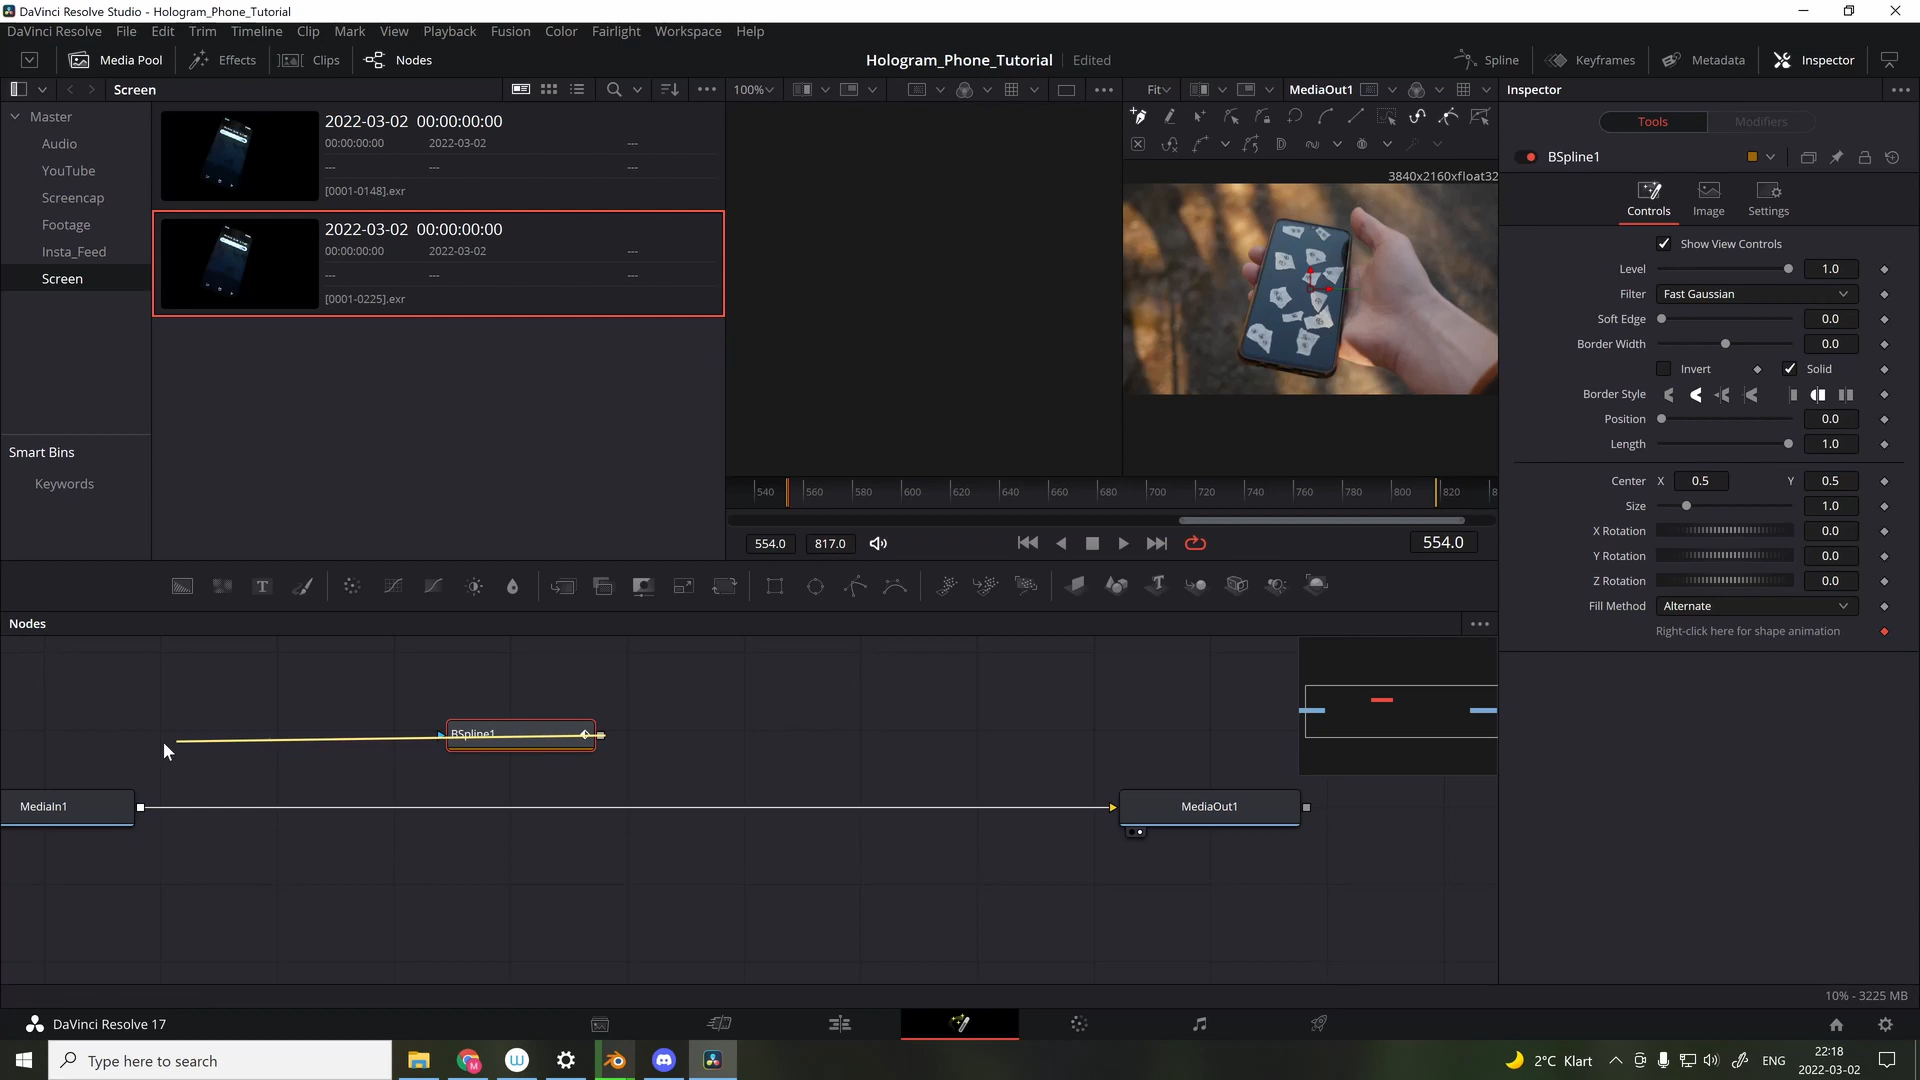 DaVinci Resolve Studio - Hologram_Phone_Tutorial
DaVinci Resolve File Edit Trim Timeline Clip Mark View Playback Fusion Color Fairlight Workspace Help
Media Pool Effects Clips Nodes Hologram_Phone_Tutorial Edited Spline Keyframes Metadata Inspector
Screen 100% Fit MediaOut1 Inspector
Master
Audio
YouTube
Screencap
Footage
Insta_Feed
Screen
Smart Bins
Keywords
2022-03-02 00:00:00:00
00:00:00:00 2022-03-02 ---
--- --- ---
[0001-0148].exr
2022-03-02 00:00:00:00
00:00:00:00 2022-03-02 ---
--- --- ---
[0001-0225].exr
3840x2160xfloat32
540 560 580 600 620 640 660 680 700 720 740 760 780 800 820 8
554.0 817.0 554.0
Tools Modifiers
BSpline1
Controls Image Settings
Show View Controls
Level 1.0
Filter Fast Gaussian
Soft Edge 0.0
Border Width 0.0
Invert Solid
Border Style
Position 0.0
Length 1.0
Center X 0.5 Y 0.5
Size 1.0
X Rotation 0.0
Y Rotation 0.0
Z Rotation 0.0
Fill Method Alternate
Right-click here for shape animation
Nodes
BSpline1
MediaIn1
MediaOut1
10% - 3225 MB
DaVinci Resolve 17
Type here to search
2°C Klart
ENG
22:18
2022-03-02